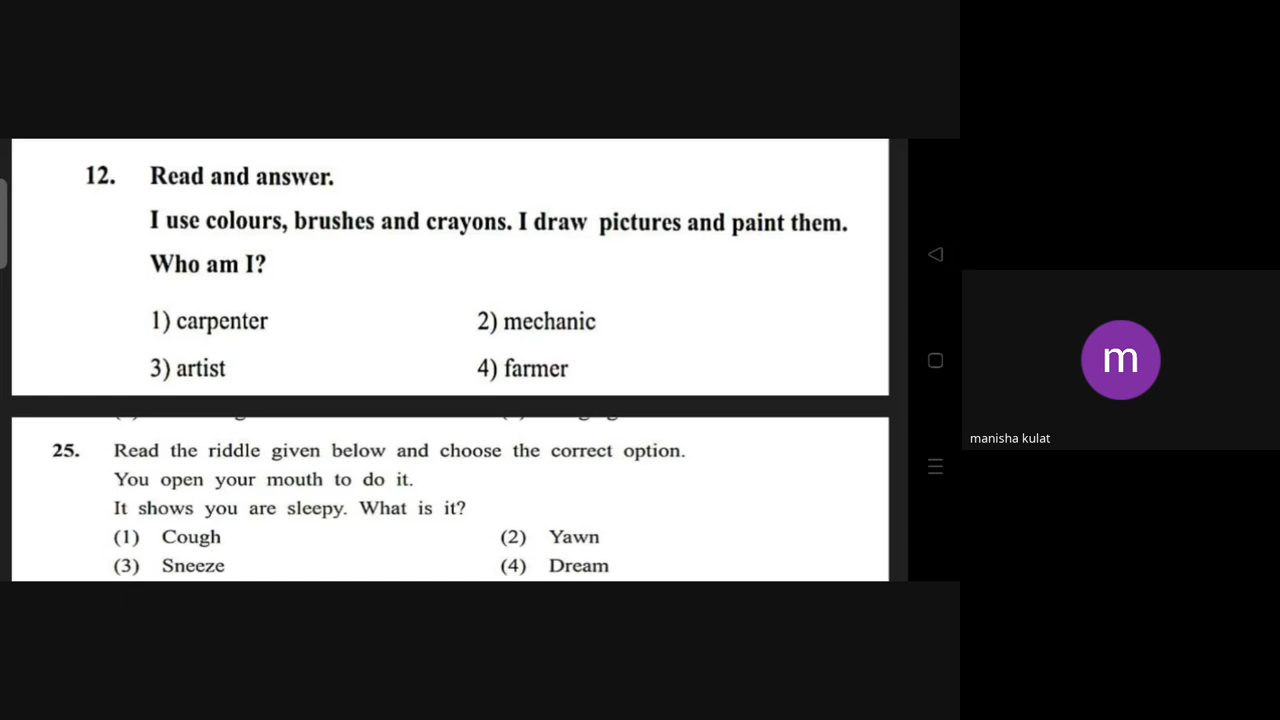 12. Read and answer.
I use colours, brushes and crayons. I draw pictures and paint them.
Who am I?
1) carpenter 2) mechanic
3) artist 4) farmer
25. Read the riddle given below and choose the correct option.
You open your mouth to do it.
It shows you are sleepy. What is it?
(1) Cough (2) Yawn
(3) Sneeze (4) Dream
m
manisha kulat